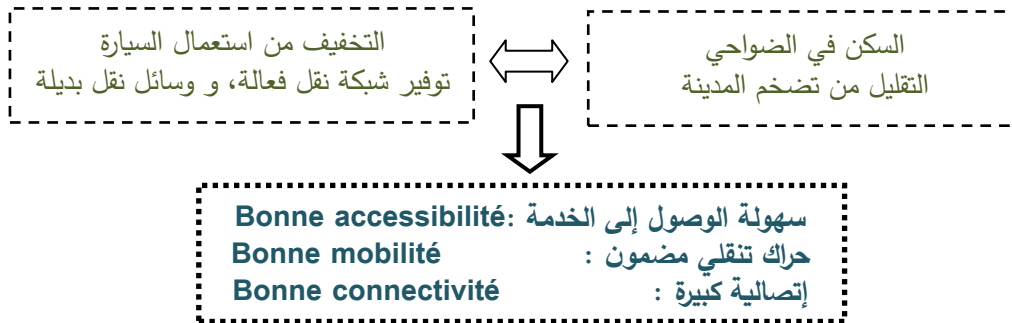 السكن في الضواحي
التقليل من تضخم المدينة
التخفيف من استعمال السيارة
توفير شبكة نقل فعالة، و وسائل نقل بديلة
سهولة الوصول إلى الخدمة :Bonne accessibilité
حراك تنقلي مضمون : Bonne mobilité
إتصالية كبيرة : Bonne connectivité